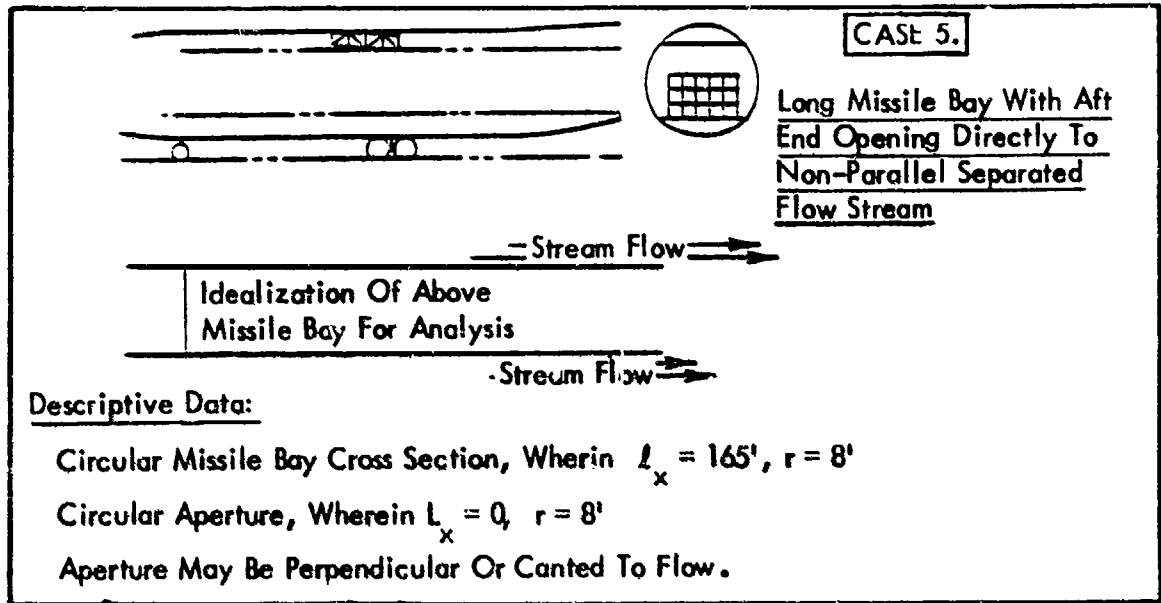 CASE 5.
Long Missile Bay With Aft
End Opening Directly To
Non-Parallel Separated
Flow Stream
Stream Flow
Idealization Of Above
Missile Bay For Analysis
Stream Flow
Descriptive Data:
Circular Missile Bay Cross Section, Wherin ℓx = 165', r = 8'
Circular Aperture, Wherein Lx = 0, r = 8'
Aperture May Be Perpendicular Or Canted To Flow.